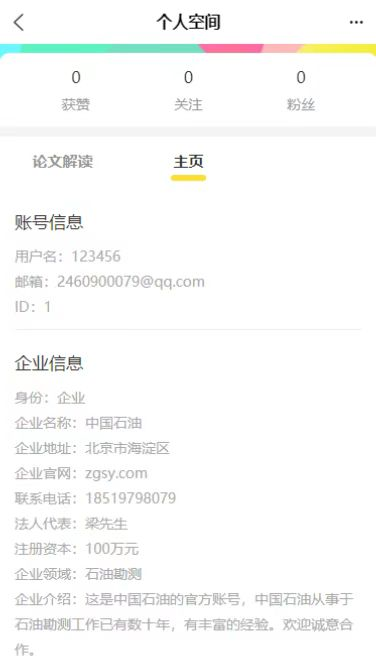 个人空间
0 0 0
获赞 关注 粉丝
论文解读 主页
账号信息
用户名：123456
邮箱：2460900079@qq.com
ID：1
企业信息
身份：企业
企业名称：中国石油
企业地址：北京市海淀区
企业官网：zgsy.com
联系电话：18519798079
法人代表：梁先生
注册资本：100万元
企业领域：石油勘测
企业介绍：这是中国石油的官方账号，中国石油从事于
石油勘测工作已有数十年，有丰富的经验。欢迎诚意合
作。